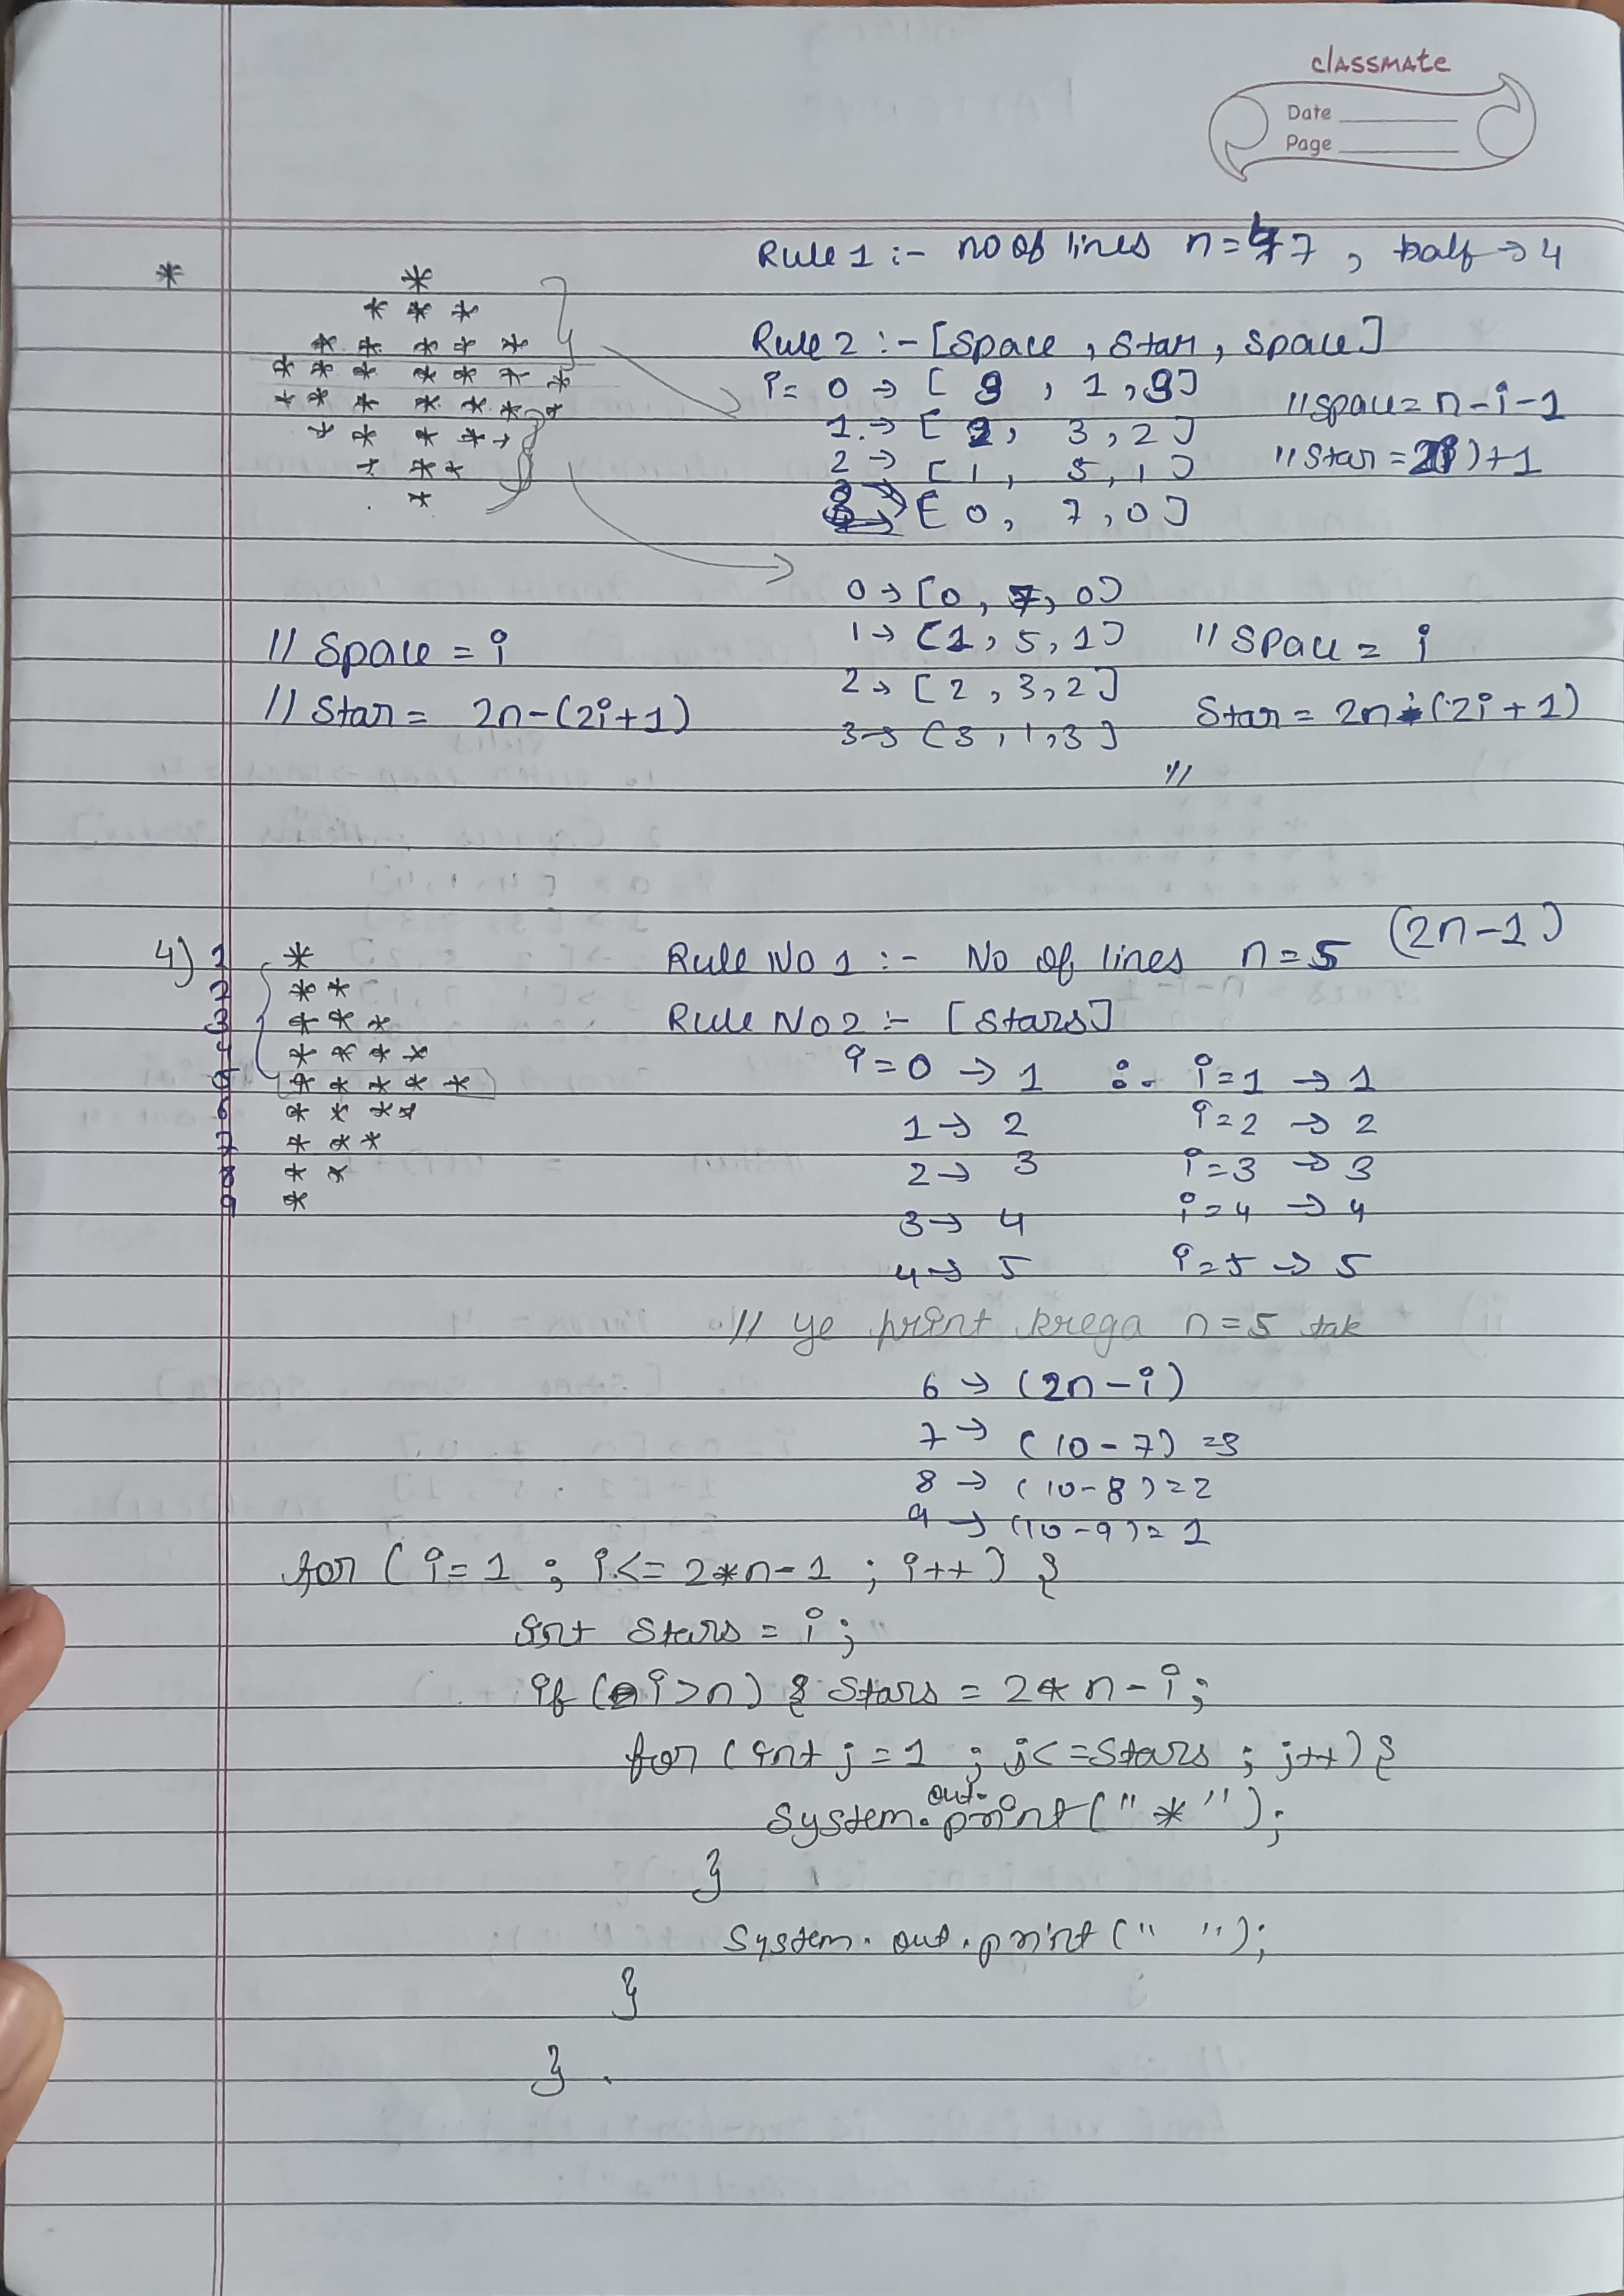 classmate
Date
Page
Rule 1 :- no of lines n = 7 , half → 4
*
*
* * *
* * * * *
* * * * * * *
* * * * * * *
* * * * *
* * *
*
Rule 2 :- [Space , Star , Space]
i = 0 → [ 3 , 1 , 3]
1 → [ 2, 3, 2]
2 → [ 1, 5, 1]
3 → [ 0, 7, 0]
// space = n-i-1
// Star = 2(i)+1
0 → [0, 7, 0]
1 → [1, 5, 1]
2 → [2, 3, 2]
3 → [3, 1, 3]
// Space = i
// Star = 2n-(2i+1)
// Space = i
Star = 2n-(2i+1)
//
4)
1 *
2 * *
3 * * *
4 * * * *
5 * * * * *
6 * * * *
7 * * *
8 * *
9 *
Rule No 1 :- No of lines n = 5 (2n-1)
Rule No 2 :- [Stars]
i = 0 → 1 :- i=1 → 1
1 → 2 i=2 → 2
2 → 3 i=3 → 3
3 → 4 i=4 → 4
4 → 5 i=5 → 5
// ye print krega n=5 tak
6 → (2n-i)
7 → (10-7) =3
8 → (10-8)=2
9 → (10-9)= 1
for ( i=1 ; i<= 2*n-1 ; i++ ) {
int Stars = i ;
if ( i>n) { Stars = 2* n-i;
for (int j=1 ; j<=Stars ; j++) {
System.out.print(" * ");
}
System.out.print(" ");
}
} .